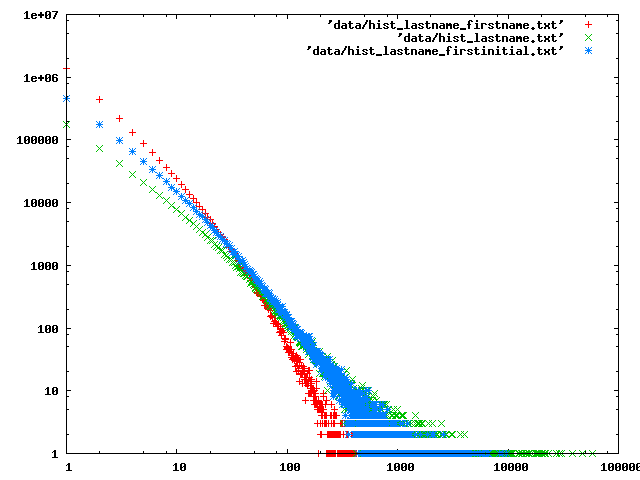 1e+07
1e+06
100000
10000
1000
100
10
1
'data/hist_lastname_firstname.txt'
'data/hist_lastname.txt'
'data/hist_lastname_firstinitial.txt'
1 10 100 1000 10000 100000